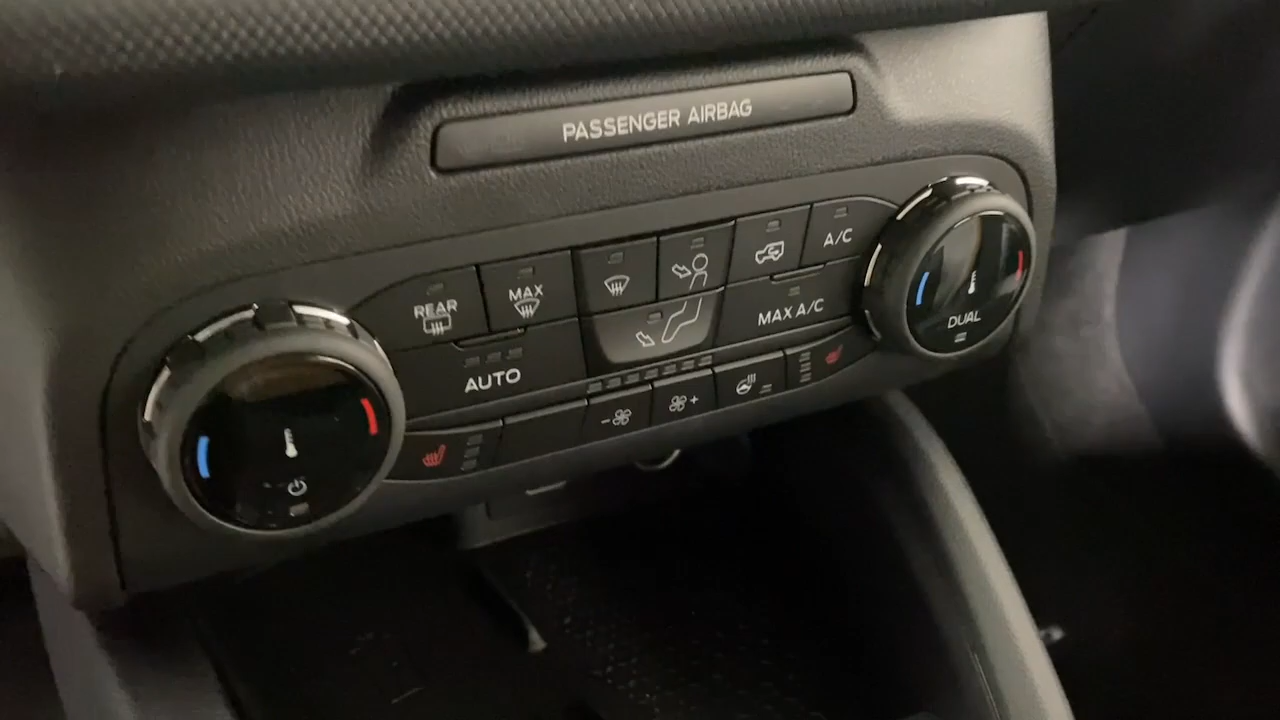 PASSENGER AIRBAG
REAR
MAX
A/C
AUTO
MAX A/C
DUAL
- +